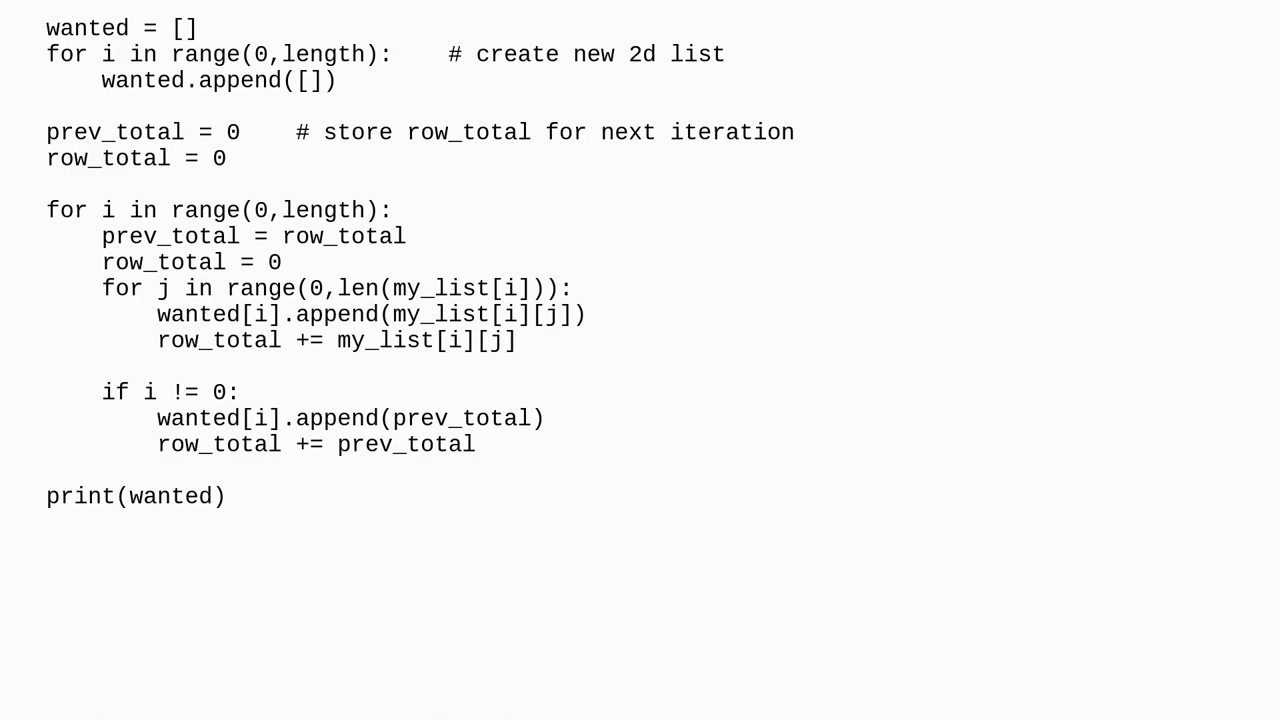 wanted = []
for i in range(0,length):    # create new 2d list
    wanted.append([])

prev_total = 0    # store row_total for next iteration
row_total = 0

for i in range(0,length):
    prev_total = row_total
    row_total = 0
    for j in range(0,len(my_list[i])):
        wanted[i].append(my_list[i][j])
        row_total += my_list[i][j]

    if i != 0:
        wanted[i].append(prev_total)
        row_total += prev_total

print(wanted)